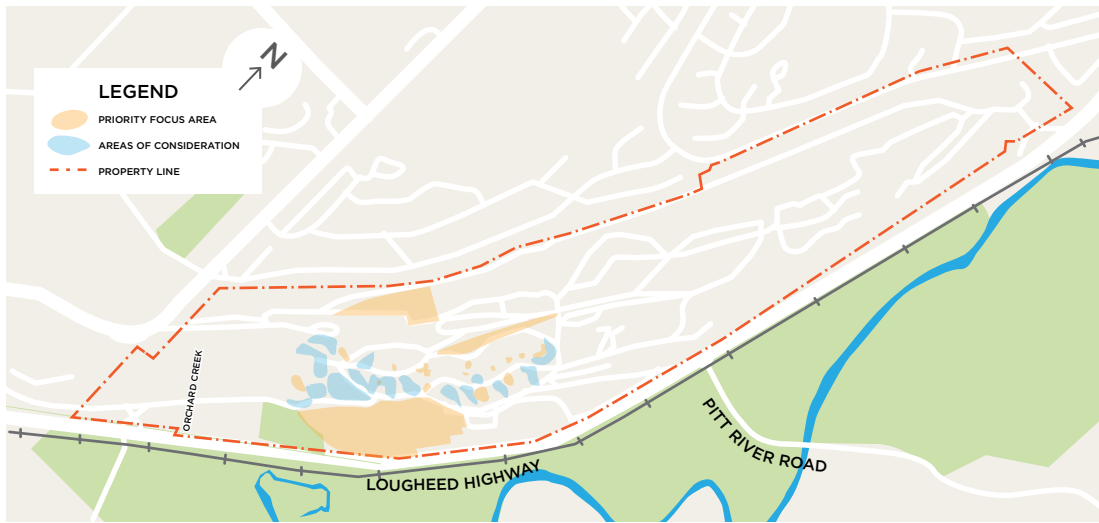 N
LEGEND
PRIORITY FOCUS AREA
AREAS OF CONSIDERATION
PROPERTY LINE
ORCHARD CREEK
PITT RIVER ROAD
LOUGHEED HIGHWAY